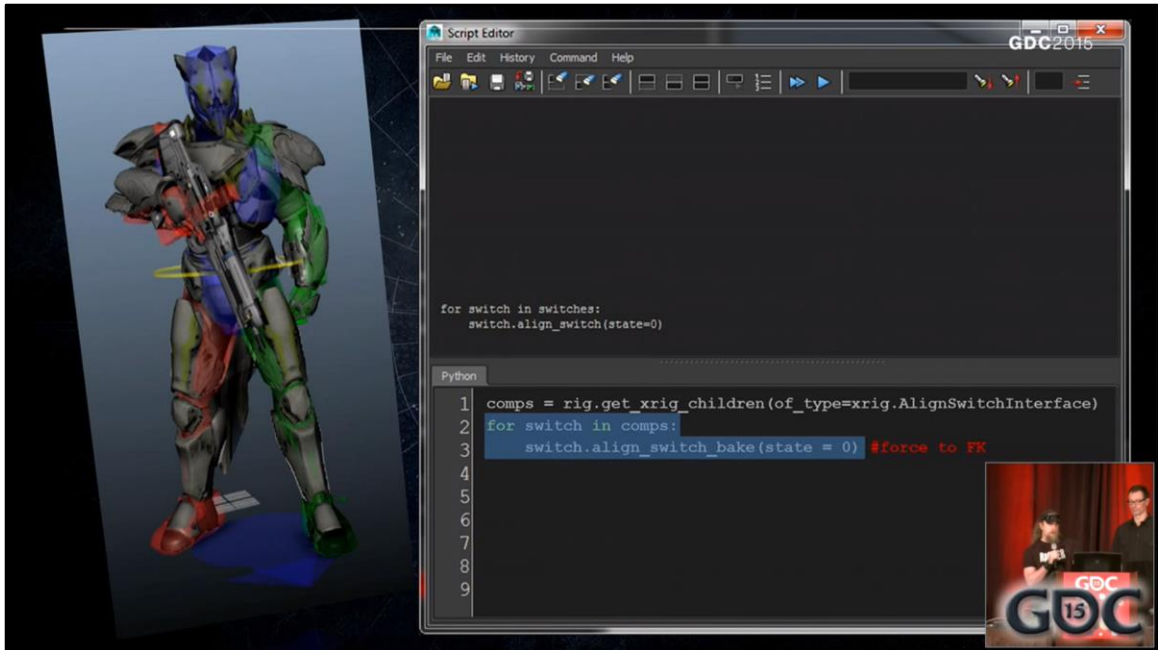 Script Editor
GDC2015
File Edit History Command Help
for switch in switches:
    switch.align_switch(state=0)
Python
1 comps = rig.get_xrig_children(of_type=xrig.AlignSwitchInterface)
2 for switch in comps:
3     switch.align_switch_bake(state = 0) #force to FK
4
5
6
7
8
9
GDC
GDC
15